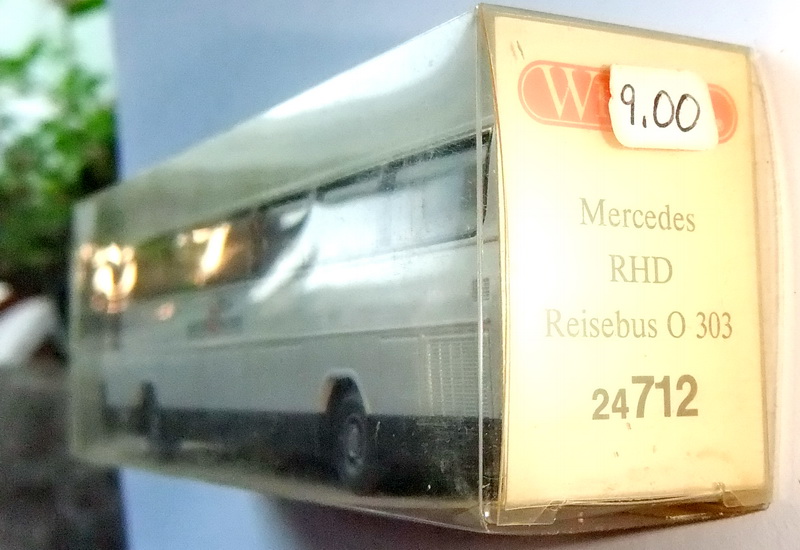 9.00
Mercedes
RHD
Reisebus O 303
24712